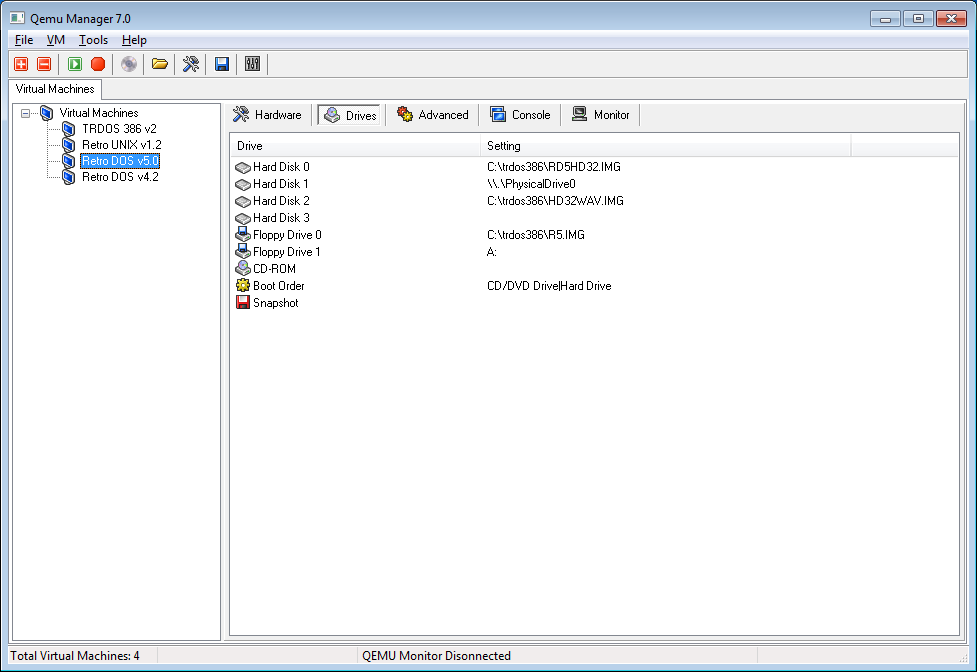 Qemu Manager 7.0
File VM Tools Help
Virtual Machines
Virtual Machines
TRDOS 386 v2
Retro UNIX v1.2
Retro DOS v5.0
Retro DOS v4.2
Hardware Drives Advanced Console Monitor
Drive Setting
Hard Disk 0 C:\trdos386\RD5HD32.IMG
Hard Disk 1 \\.\PhysicalDrive0
Hard Disk 2 C:\trdos386\HD32WAV.IMG
Hard Disk 3
Floppy Drive 0 C:\trdos386\R5.IMG
Floppy Drive 1 A:
CD-ROM
Boot Order CD/DVD Drive|Hard Drive
Snapshot
Total Virtual Machines: 4 QEMU Monitor Disonnected